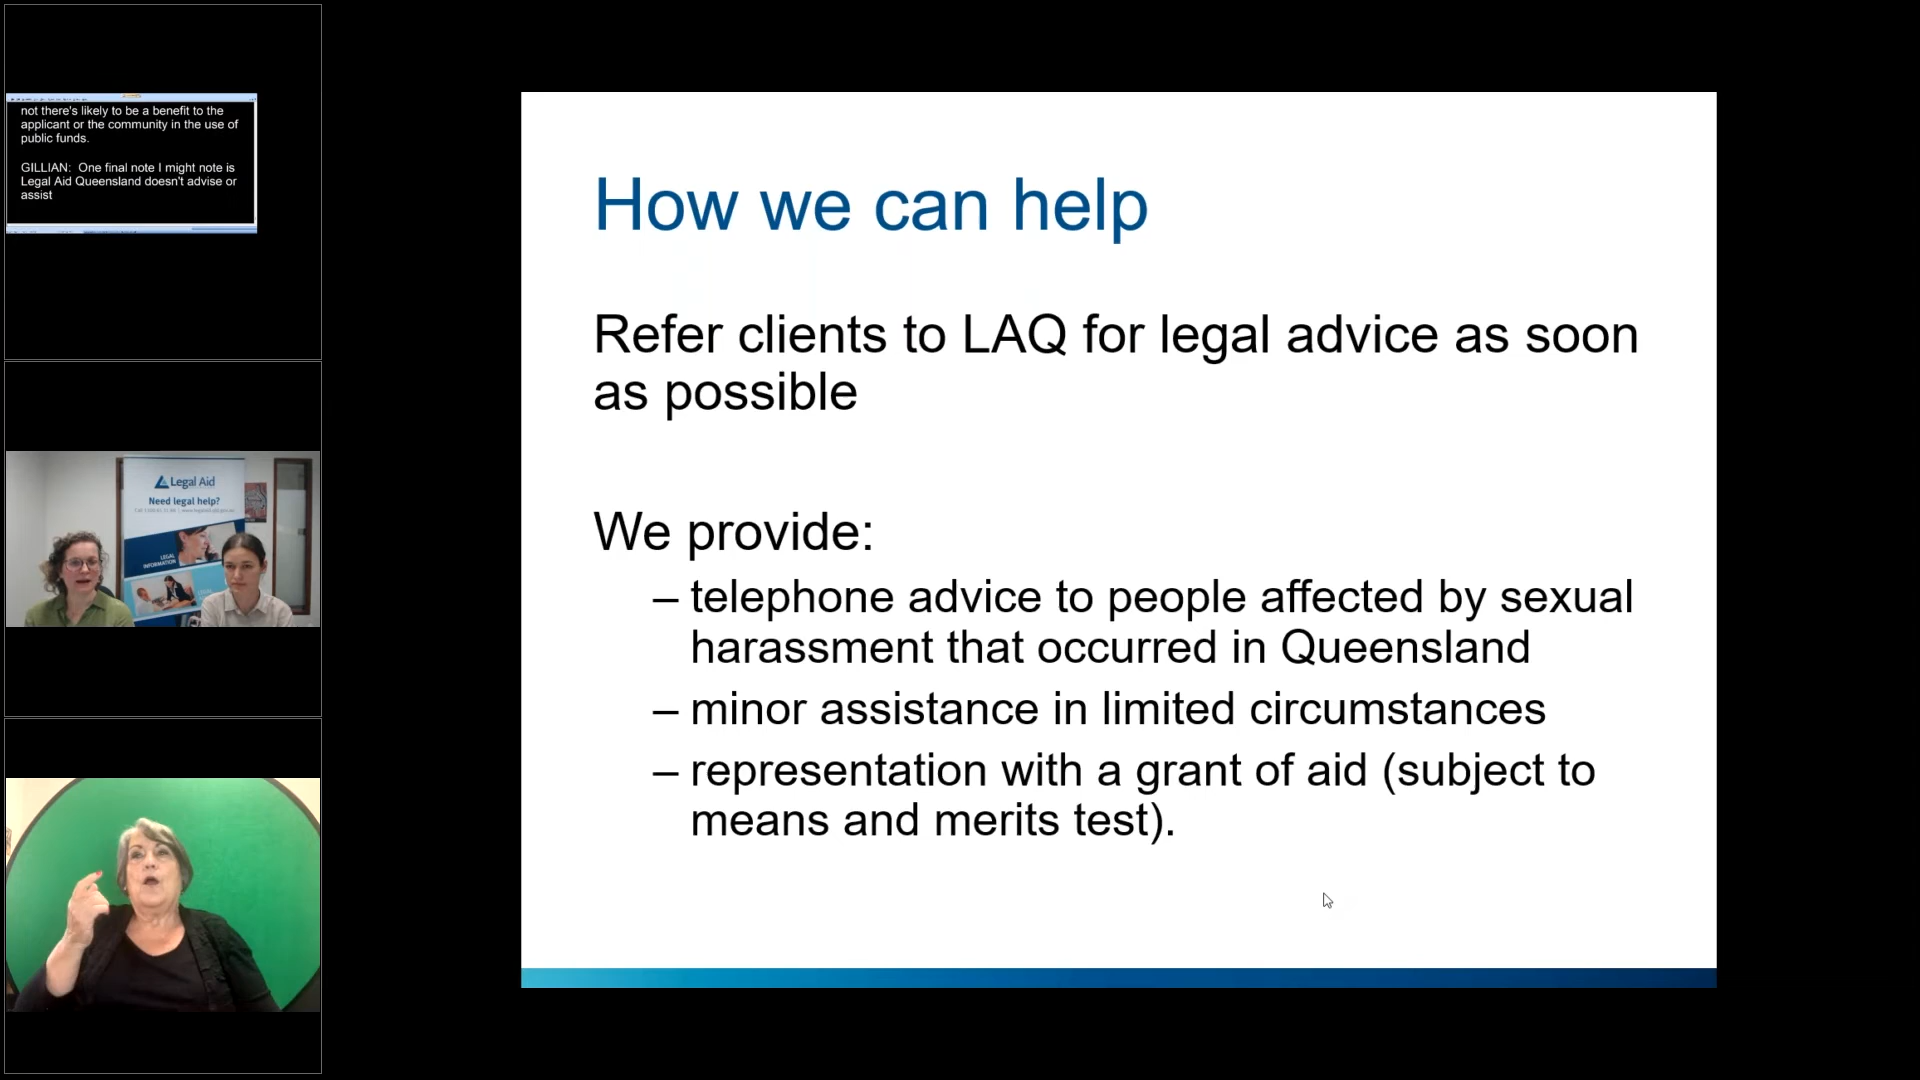 not there's likely to be a benefit to the
applicant or the community in the use of
public funds.
GILLIAN: One final note I might note is
Legal Aid Queensland doesn't advise or
assist
Legal Aid
Need legal help?
LEGAL
INFORMATION
How we can help
Refer clients to LAQ for legal advice as soon
as possible
We provide:
– telephone advice to people affected by sexual
harassment that occurred in Queensland
– minor assistance in limited circumstances
– representation with a grant of aid (subject to
means and merits test).